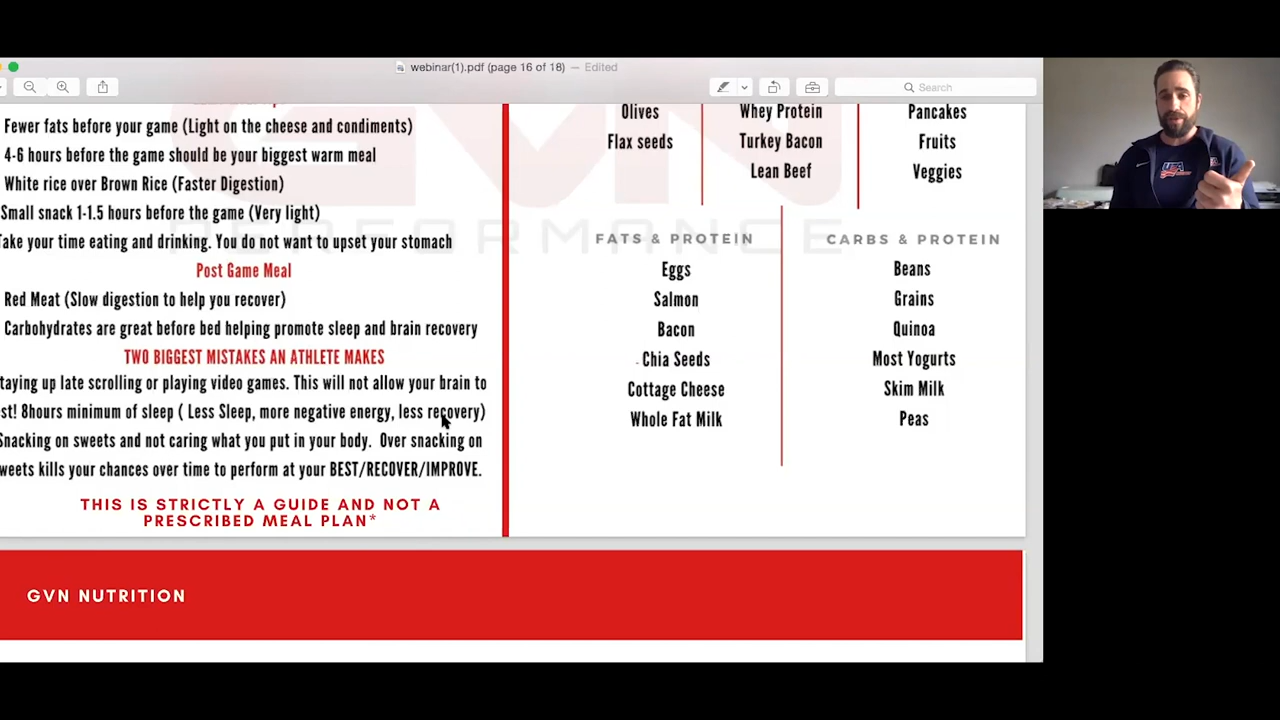 webinar(1).pdf (page 16 of 18) — Edited
Search
Fewer fats before your game (Light on the cheese and condiments)
4-6 hours before the game should be your biggest warm meal
White rice over Brown Rice (Faster Digestion)
Small snack 1-1.5 hours before the game (Very light)
Take your time eating and drinking. You do not want to upset your stomach
Post Game Meal
Red Meat (Slow digestion to help you recover)
Carbohydrates are great before bed helping promote sleep and brain recovery
TWO BIGGEST MISTAKES AN ATHLETE MAKES
taying up late scrolling or playing video games. This will not allow your brain to
est! 8hours minimum of sleep ( Less Sleep, more negative energy, less recovery)
Snacking on sweets and not caring what you put in your body. Over snacking on
weets kills your chances over time to perform at your BEST/RECOVER/IMPROVE.
THIS IS STRICTLY A GUIDE AND NOT A
PRESCRIBED MEAL PLAN*
Olives
Flax seeds
Whey Protein
Turkey Bacon
Lean Beef
Pancakes
Fruits
Veggies
FATS & PROTEIN
Eggs
Salmon
Bacon
Chia Seeds
Cottage Cheese
Whole Fat Milk
CARBS & PROTEIN
Beans
Grains
Quinoa
Most Yogurts
Skim Milk
Peas
GVN
PERFORMANCE
GVN NUTRITION
USA